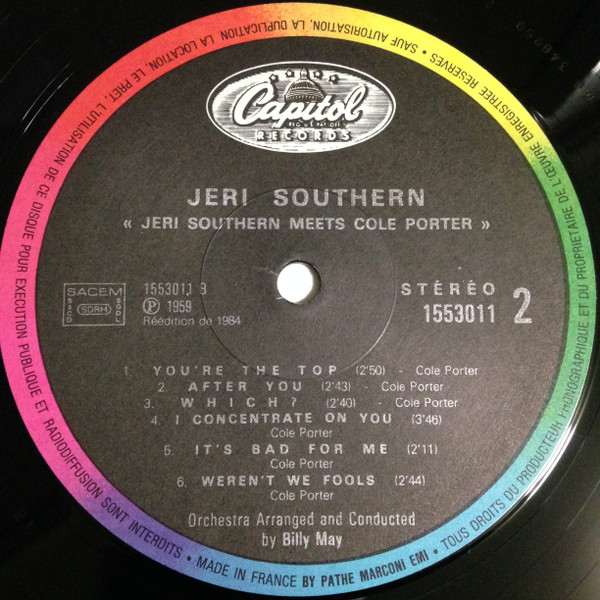 Capitol
RECORDS
JERI SOUTHERN
« JERI SOUTHERN MEETS COLE PORTER »
SACEM
SACD
SDRM
SGDL
1553011 B
℗ 1959
Réédition de 1984
STÉRÉO
1553011
2
1. YOU'RE THE TOP (2'50) - Cole Porter
2. AFTER YOU (2'43) - Cole Porter
3. WHICH? (2'40) - Cole Porter
4. I CONCENTRATE ON YOU (3'46)
Cole Porter
5. IT'S BAD FOR ME (2'11)
Cole Porter
6. WEREN'T WE FOOLS (2'44)
Cole Porter
Orchestra Arranged and Conducted
by Billy May
• TOUS DROITS DU PRODUCTEUR PHONOGRAPHIQUE ET DU PROPRIETAIRE DE L'ŒUVRE ENREGISTREE RESERVES • SAUF AUTORISATION, LA DUPLICATION, LA LOCATION, LE PRET, L'UTILISATION DE CE DISQUE POUR EXECUTION PUBLIQUE ET RADIODIFFUSION SONT INTERDITS •
MADE IN FRANCE BY PATHE MARCONI EMI